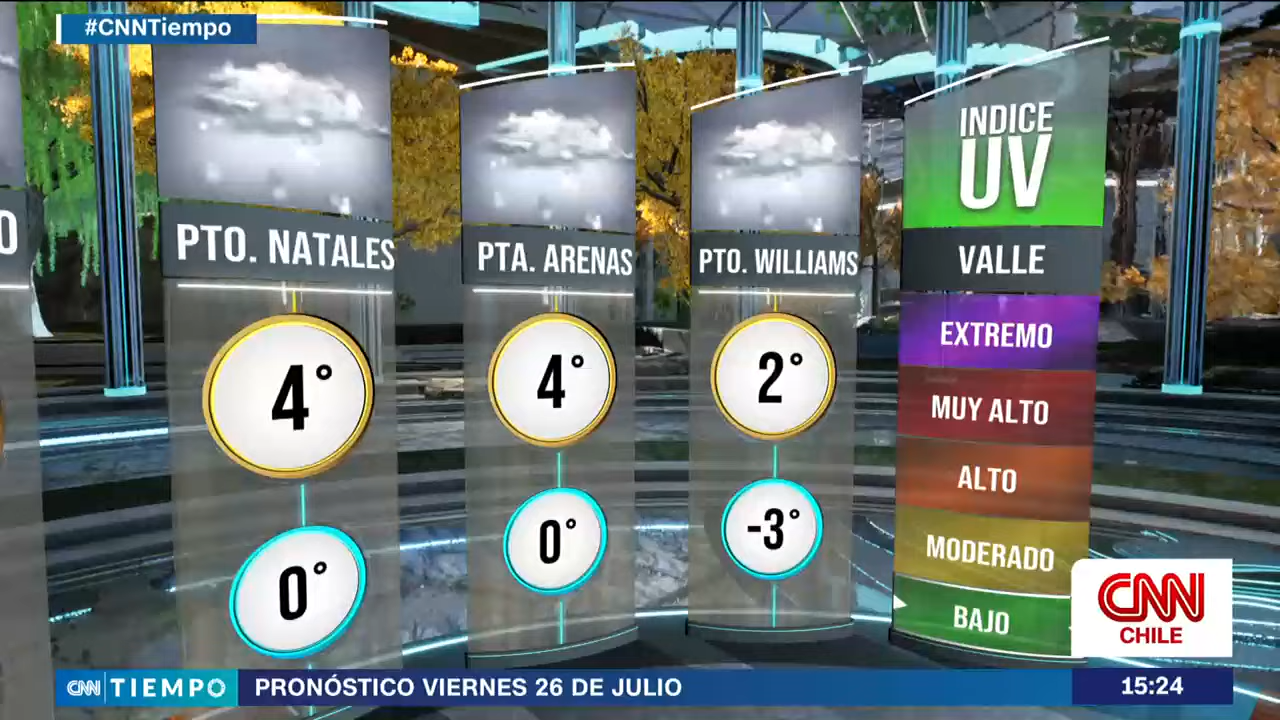 #CNNTiempo
O
PTO. NATALES
4°
0°
PTA. ARENAS
4°
0°
PTO. WILLIAMS
2°
-3°
INDICE
UV
VALLE
EXTREMO
MUY ALTO
ALTO
MODERADO
BAJO
CNN
CHILE
CNN TIEMPO
PRONÓSTICO VIERNES 26 DE JULIO
15:24